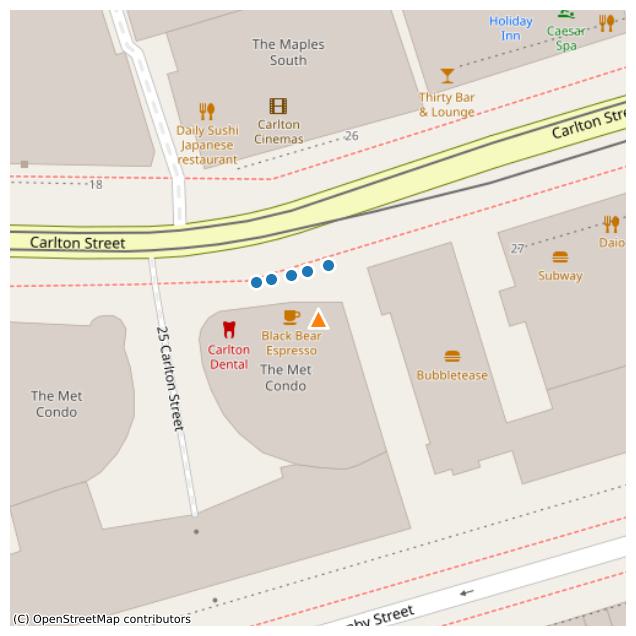 Holiday
Inn
Caesar
Spa
The Maples
South
Thirty Bar
& Lounge
Carlton
Cinemas
Daily Sushi
Japanese
restaurant
26
18
Carlton Stre
Carlton Street
27
Daio
Subway
25 Carlton Street
Carlton
Dental
Black Bear
Espresso
The Met
Condo
The Met
Condo
Bubbletease
nby Street
(C) OpenStreetMap contributors